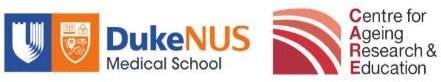 DukeNUS
Medical School
Centre for
Ageing
Research &
Education
C
A
R
E